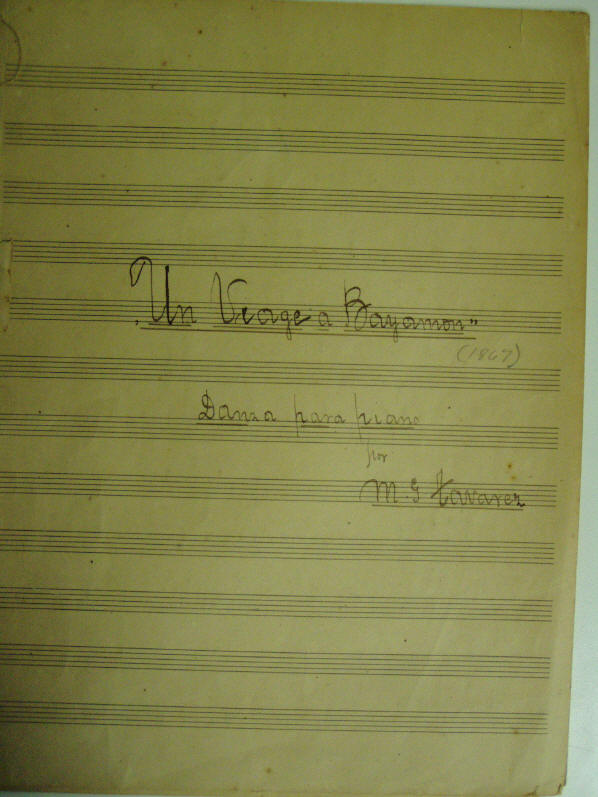 "Un Viage a Bayamon"
(1867)
Danza para piano
por
M. G Tavarez